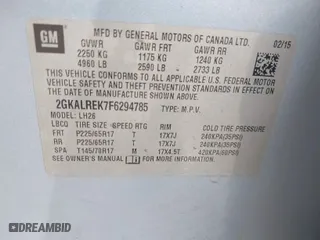 GM
MFD BY GENERAL MOTORS OF CANADA LTD.
GVWR GAWR FRT GAWR RR 02/15
2250 KG 1175 KG 1240 KG
4960 LB 2590 LB 2733 LB
THIS VEHICLE CONFORMS TO ALL APPLICABLE U.S. FEDERAL MOTOR
VEHICLE SAFETY AND THEFT PREVENTION STANDARDS
IN EFFECT ON THE DATE OF MANUFACTURE SHOWN ABOVE.
2GKALREK7F6294785 TYPE: M.P.V.
MODEL: LH26
TIRE SIZE SPEED RTG RIM COLD TIRE PRESSURE
FRT P225/65R17 T 17X7J 240KPA(35PSI)
RR P225/65R17 T 17X7J 240KPA(35PSI)
SPA T145/70R17 M 17X4.5T 420KPA(60PSI)
SEE OWNER'S MANUAL FOR MORE INFORMATION.
DIDNTWIN.COM